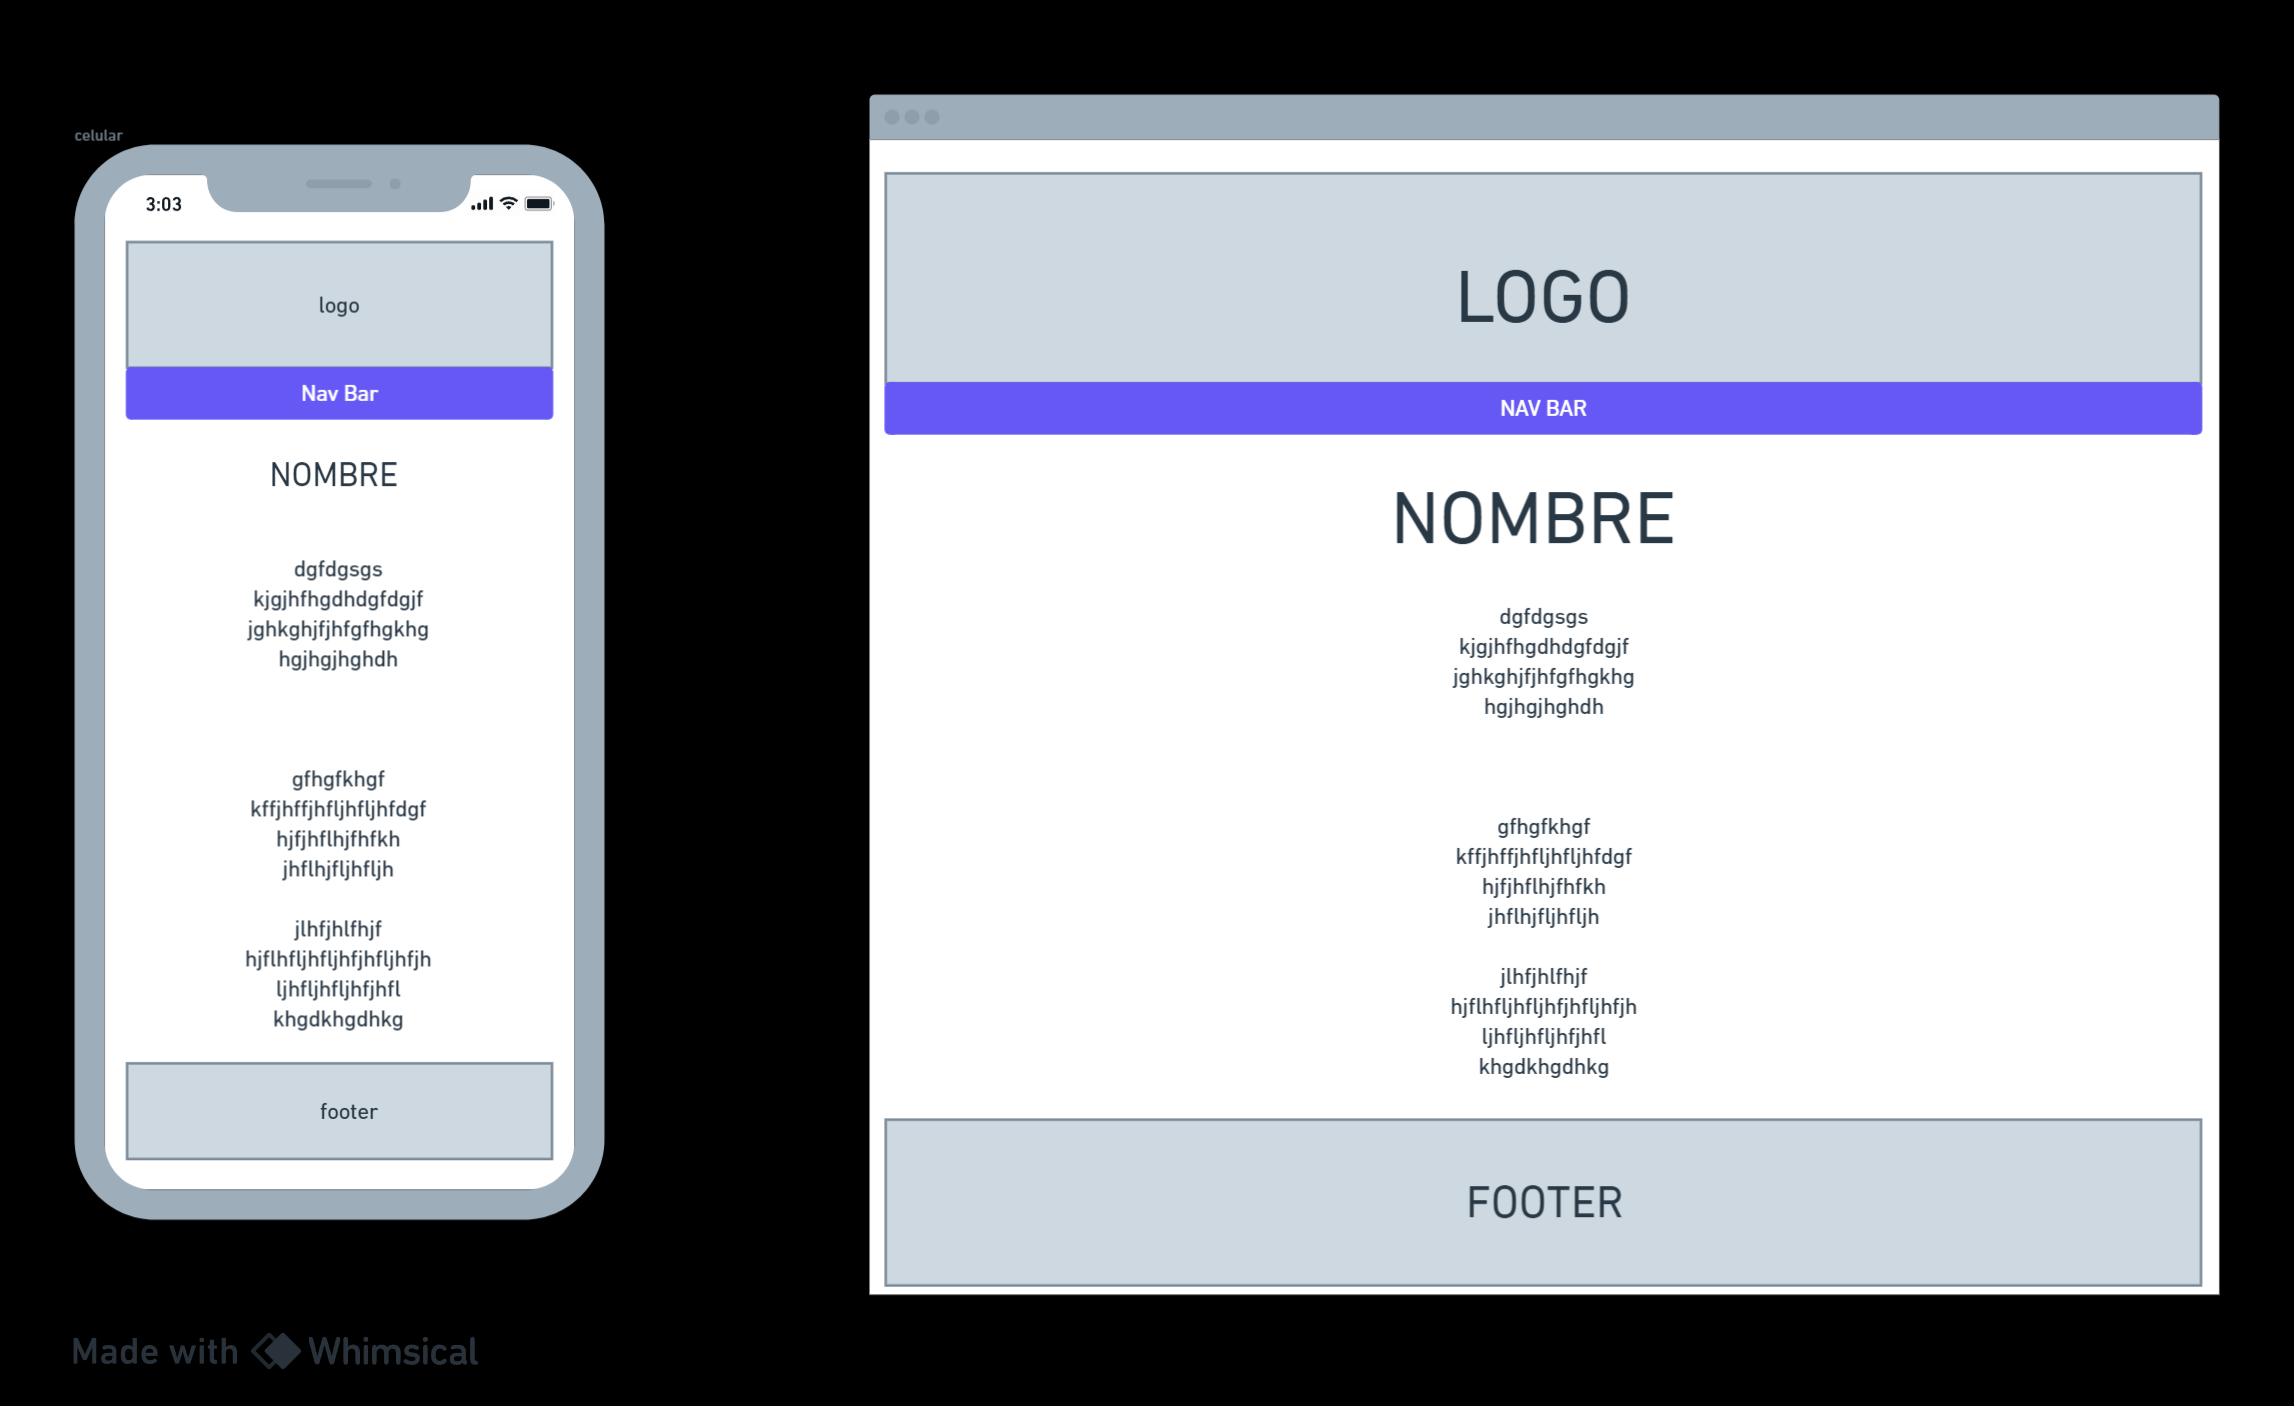 celular
3:03
logo
Nav Bar
NOMBRE
dgfdgsgs
kjgjhfhgdhdgfdgjf
jghkghjfjhfgfhgkhg
hgjhgjhghdh
gfhgfkhgf
kffjhffjhfljhfljhfdgf
hjfjhflhjfhfkh
jhflhjfljhfljh
jlhfjhlfhjf
hjflhfljhfljhfjhfljhfjh
ljhfljhfljhfjhfl
khgdkhgdhkg
footer
LOGO
NAV BAR
NOMBRE
dgfdgsgs
kjgjhfhgdhdgfdgjf
jghkghjfjhfgfhgkhg
hgjhgjhghdh
gfhgfkhgf
kffjhffjhfljhfljhfdgf
hjfjhflhjfhfkh
jhflhjfljhfljh
jlhfjhlfhjf
hjflhfljhfljhfjhfljhfjh
ljhfljhfljhfjhfl
khgdkhgdhkg
FOOTER
Made with Whimsical